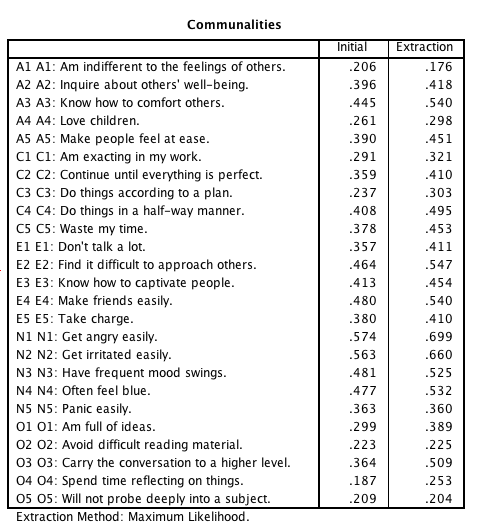 Communalities
Initial Extraction
A1 A1: Am indifferent to the feelings of others. .206 .176
A2 A2: Inquire about others' well-being. .396 .418
A3 A3: Know how to comfort others. .445 .540
A4 A4: Love children. .261 .298
A5 A5: Make people feel at ease. .390 .451
C1 C1: Am exacting in my work. .291 .321
C2 C2: Continue until everything is perfect. .359 .410
C3 C3: Do things according to a plan. .237 .303
C4 C4: Do things in a half-way manner. .408 .495
C5 C5: Waste my time. .378 .453
E1 E1: Don't talk a lot. .357 .411
E2 E2: Find it difficult to approach others. .464 .547
E3 E3: Know how to captivate people. .413 .454
E4 E4: Make friends easily. .480 .540
E5 E5: Take charge. .380 .410
N1 N1: Get angry easily. .574 .699
N2 N2: Get irritated easily. .563 .660
N3 N3: Have frequent mood swings. .481 .525
N4 N4: Often feel blue. .477 .532
N5 N5: Panic easily. .363 .360
O1 O1: Am full of ideas. .299 .389
O2 O2: Avoid difficult reading material. .223 .225
O3 O3: Carry the conversation to a higher level. .364 .509
O4 O4: Spend time reflecting on things. .187 .253
O5 O5: Will not probe deeply into a subject. .209 .204
Extraction Method: Maximum Likelihood.